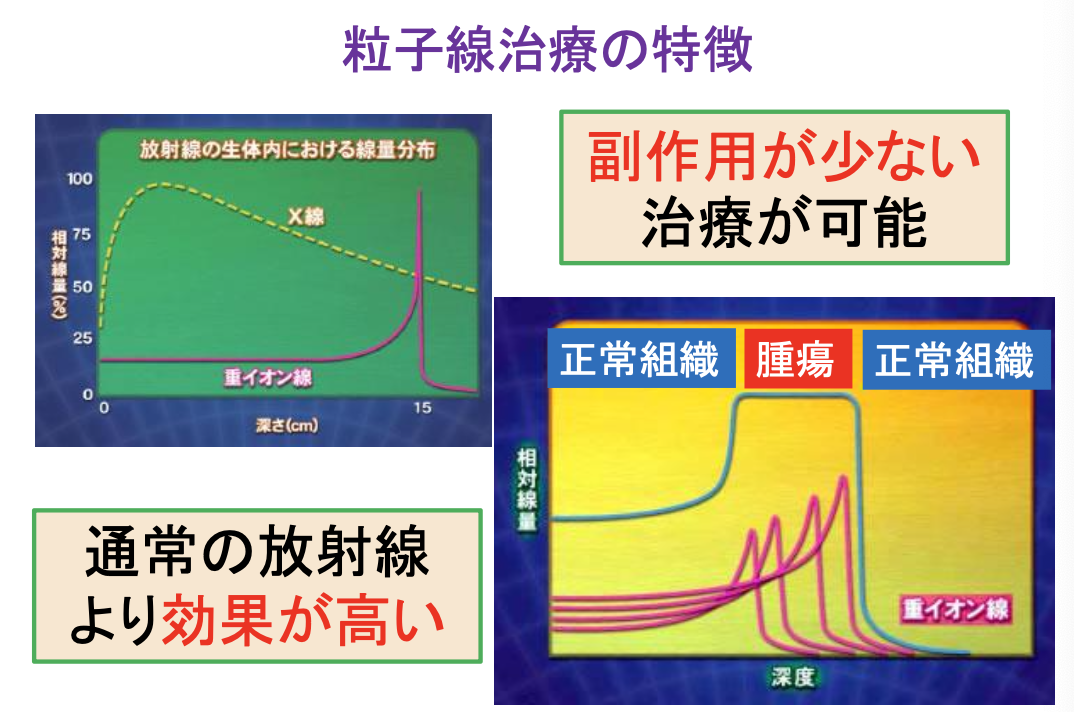 粒子線治療の特徴
放射線の生体内における線量分布
100
75
50
25
0
相対線量(%)
X線
重イオン線
0
15
深さ(cm)
副作用が少ない
治療が可能
通常の放射線
より効果が高い
正常組織
腫瘍
正常組織
相対線量
重イオン線
深度